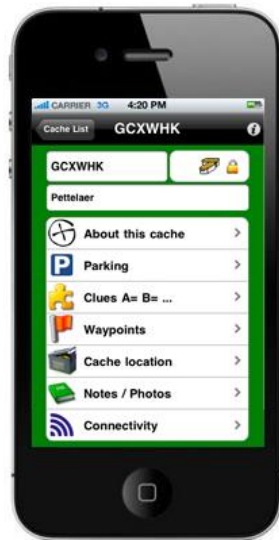 CARRIER 3G 4:20 PM
Cache List GCXWHK
GCXWHK
Pettelaer
About this cache
P Parking
Clues A= B= ...
Waypoints
Cache location
Notes / Photos
Connectivity